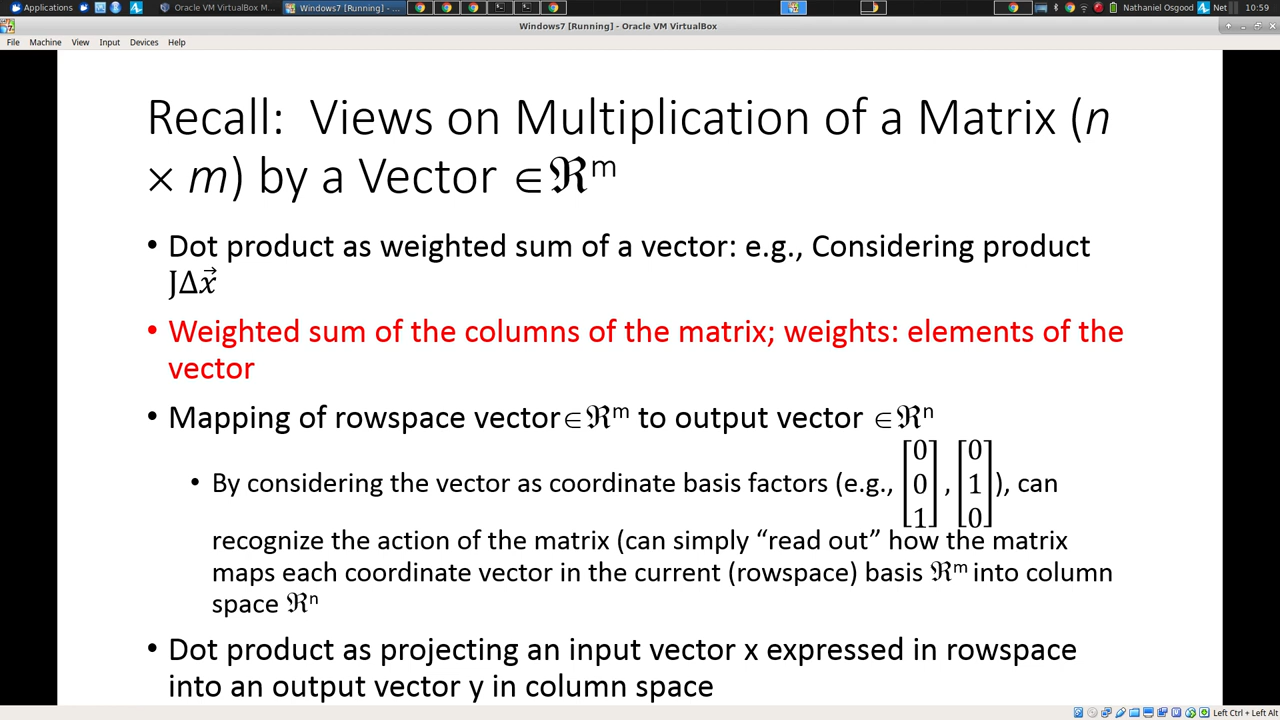 Applications
Oracle VM VirtualBox M...
Windows7 [Running] - ...
Nathaniel Osgood
Net
10:59
Windows7 [Running] - Oracle VM VirtualBox
File Machine View Input Devices Help
Recall: Views on Multiplication of a Matrix (n
× m) by a Vector ∈ℜᵐ
• Dot product as weighted sum of a vector: e.g., Considering product
JΔx⃗
• Weighted sum of the columns of the matrix; weights: elements of the
vector
• Mapping of rowspace vector∈ℜᵐ to output vector ∈ℜⁿ
• By considering the vector as coordinate basis factors (e.g., [0 0 1], [0 1 0]), can
recognize the action of the matrix (can simply “read out” how the matrix
maps each coordinate vector in the current (rowspace) basis ℜᵐ into column
space ℜⁿ
• Dot product as projecting an input vector x expressed in rowspace
into an output vector y in column space
Left Ctrl + Left Alt